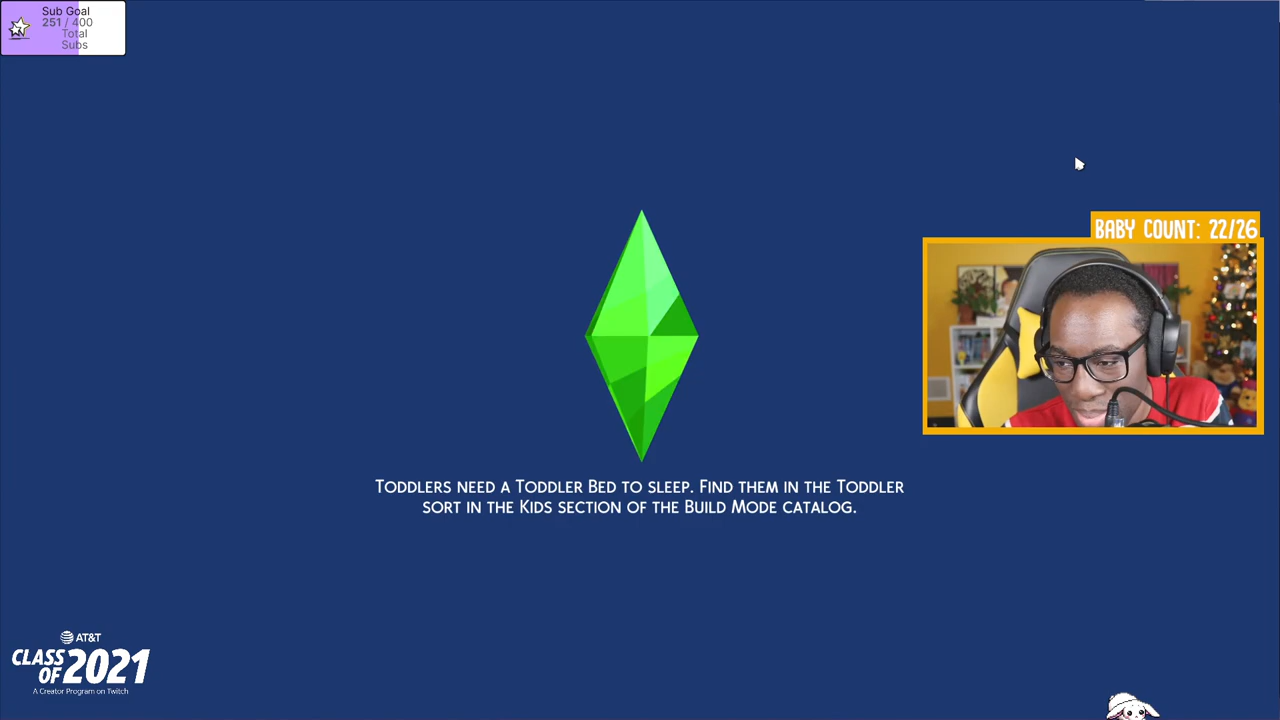 Sub Goal
251 / 400
Total
Subs
BABY COUNT: 22/26
TODDLERS NEED A TODDLER BED TO SLEEP. FIND THEM IN THE TODDLER
SORT IN THE KIDS SECTION OF THE BUILD MODE CATALOG.
AT&T
CLASS
OF 2021
A Creator Program on Twitch